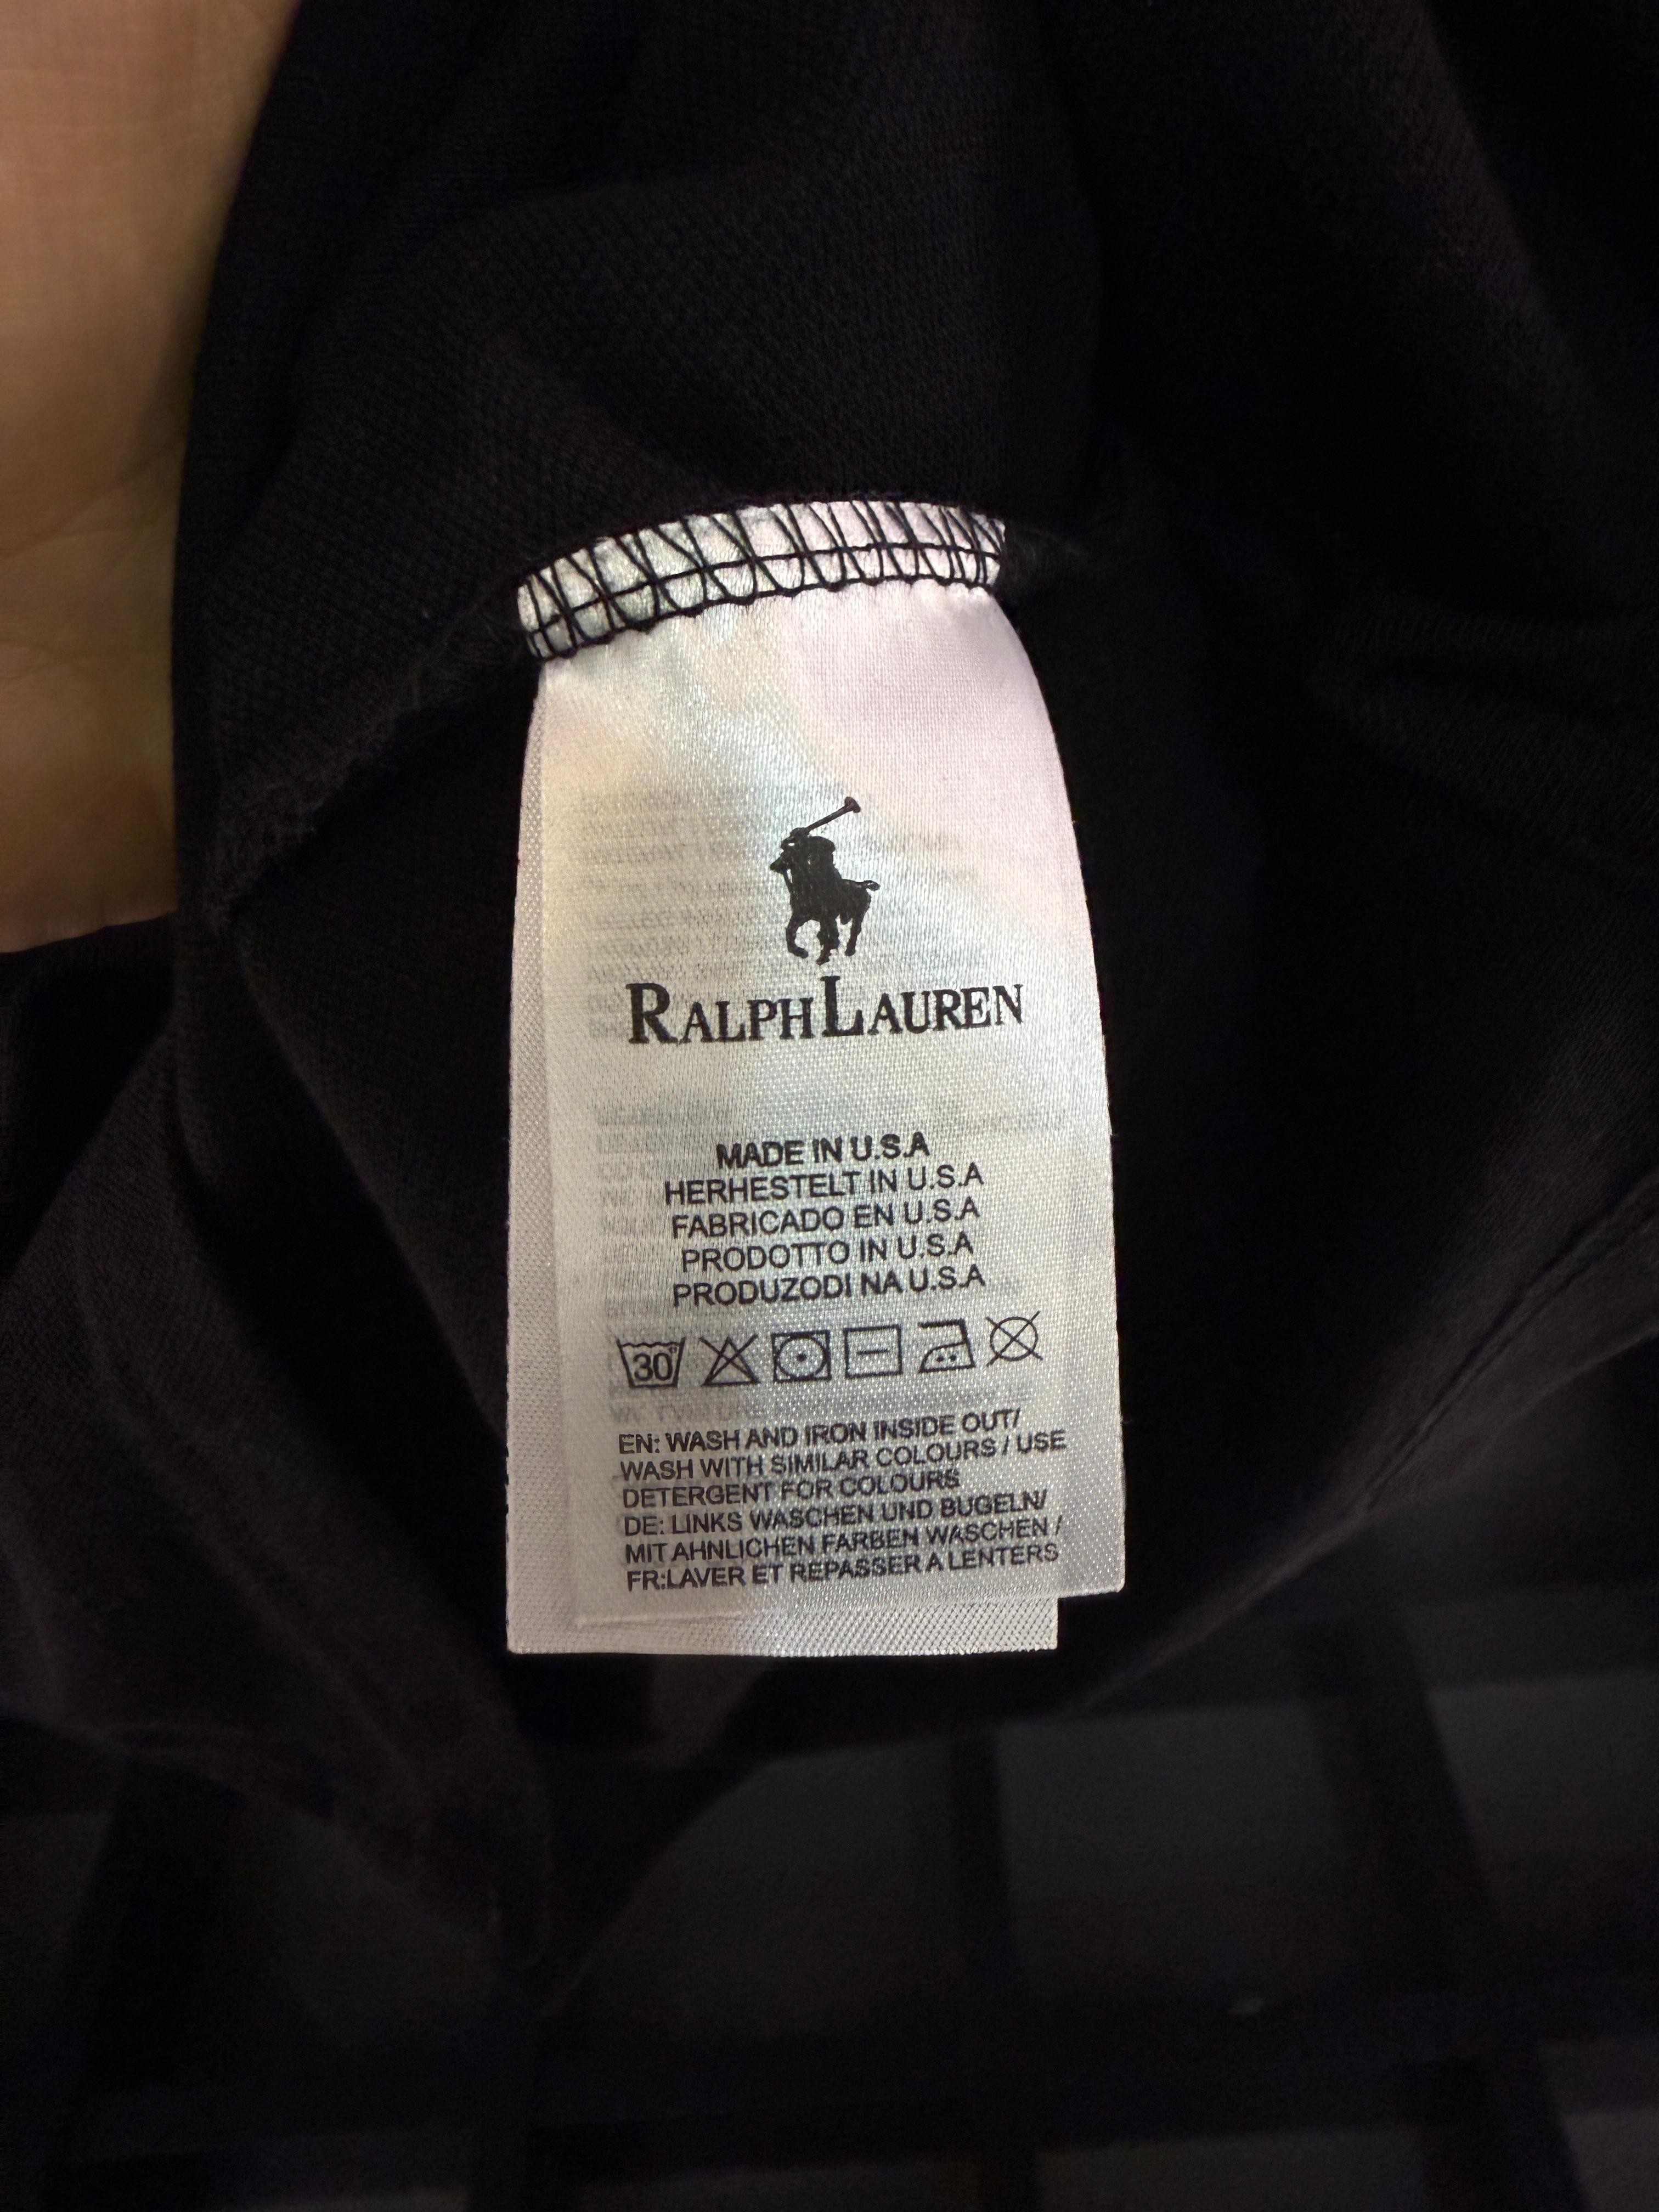 RALPH LAUREN
MADE IN U.S.A
HERHESTELT IN U.S.A
FABRICADO EN U.S.A
PRODOTTO IN U.S.A
PRODUZODI NA U.S.A
30°
EN: WASH AND IRON INSIDE OUT/
WASH WITH SIMILAR COLOURS / USE
DETERGENT FOR COLOURS
DE: LINKS WASCHEN UND BUGELN/
MIT AHNLICHEN FARBEN WASCHEN /
FR:LAVER ET REPASSER A LENTERS